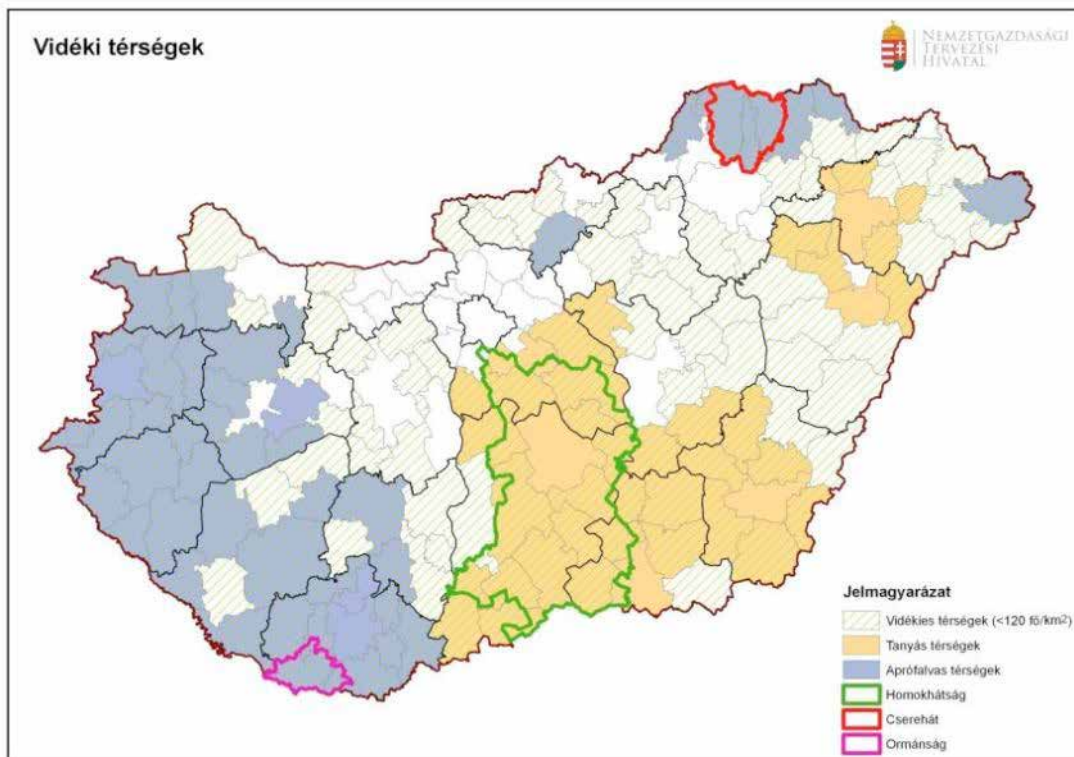 Vidéki térségek
NEMZETGAZDASÁGI
TERVEZÉSI
HIVATAL
Jelmagyarázat
Vidékies térségek (<120 fő/km2)
Tanyás térségek
Aprófalvas térségek
Homokhátság
Cserehát
Ormánság